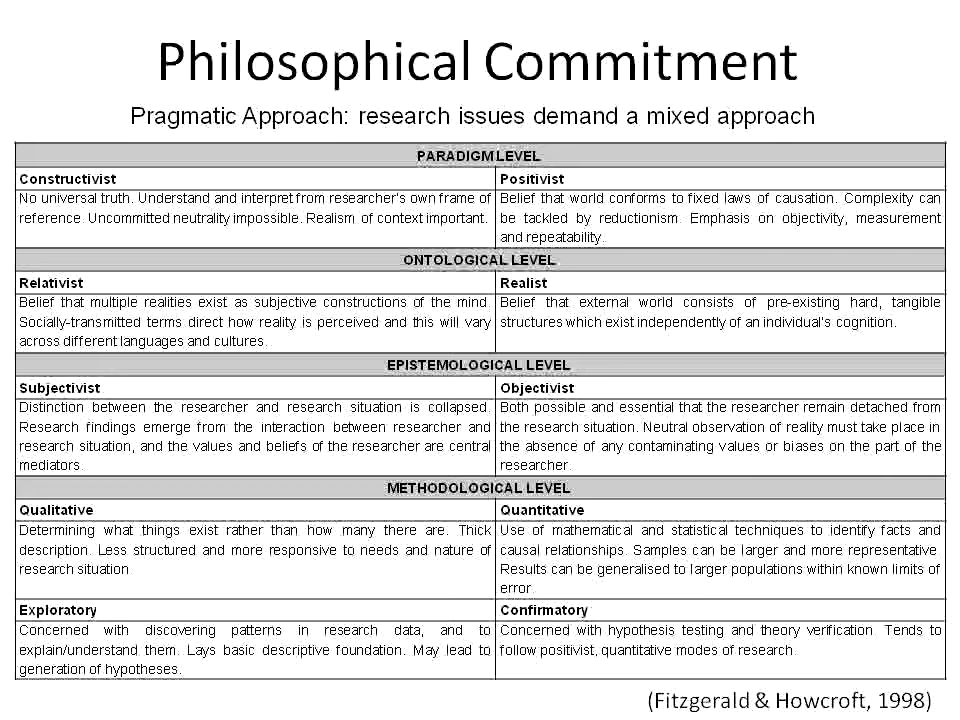 Philosophical Commitment
Pragmatic Approach: research issues demand a mixed approach
PARADIGM LEVEL
Constructivist
No universal truth. Understand and interpret from researcher's own frame of
reference. Uncommitted neutrality impossible. Realism of context important.
Positivist
Belief that world conforms to fixed laws of causation. Complexity can
be tackled by reductionism. Emphasis on objectivity, measurement
and repeatability.
ONTOLOGICAL LEVEL
Relativist
Belief that multiple realities exist as subjective constructions of the mind.
Socially-transmitted terms direct how reality is perceived and this will vary
across different languages and cultures.
Realist
Belief that external world consists of pre-existing hard, tangible
structures which exist independently of an individual's cognition.
EPISTEMOLOGICAL LEVEL
Subjectivist
Distinction between the researcher and research situation is collapsed.
Research findings emerge from the interaction between researcher and
research situation, and the values and beliefs of the researcher are central
mediators.
Objectivist
Both possible and essential that the researcher remain detached from
the research situation. Neutral observation of reality must take place in
the absence of any contaminating values or biases on the part of the
researcher.
METHODOLOGICAL LEVEL
Qualitative
Determining what things exist rather than how many there are. Thick
description. Less structured and more responsive to needs and nature of
research situation.
Quantitative
Use of mathematical and statistical techniques to identify facts and
causal relationships. Samples can be larger and more representative.
Results can be generalised to larger populations within known limits of
error.
Exploratory
Concerned with discovering patterns in research data, and to
explain/understand them. Lays basic descriptive foundation. May lead to
generation of hypotheses.
Confirmatory
Concerned with hypothesis testing and theory verification. Tends to
follow positivist, quantitative modes of research.
(Fitzgerald & Howcroft, 1998)